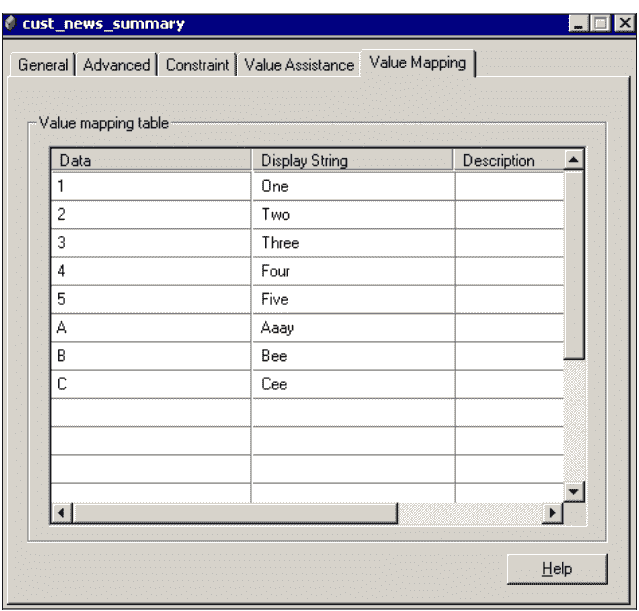 cust_news_summary
General Advanced Constraint Value Assistance Value Mapping
Value mapping table
Data Display String Description
1 One
2 Two
3 Three
4 Four
5 Five
A Aaay
B Bee
C Cee
Help